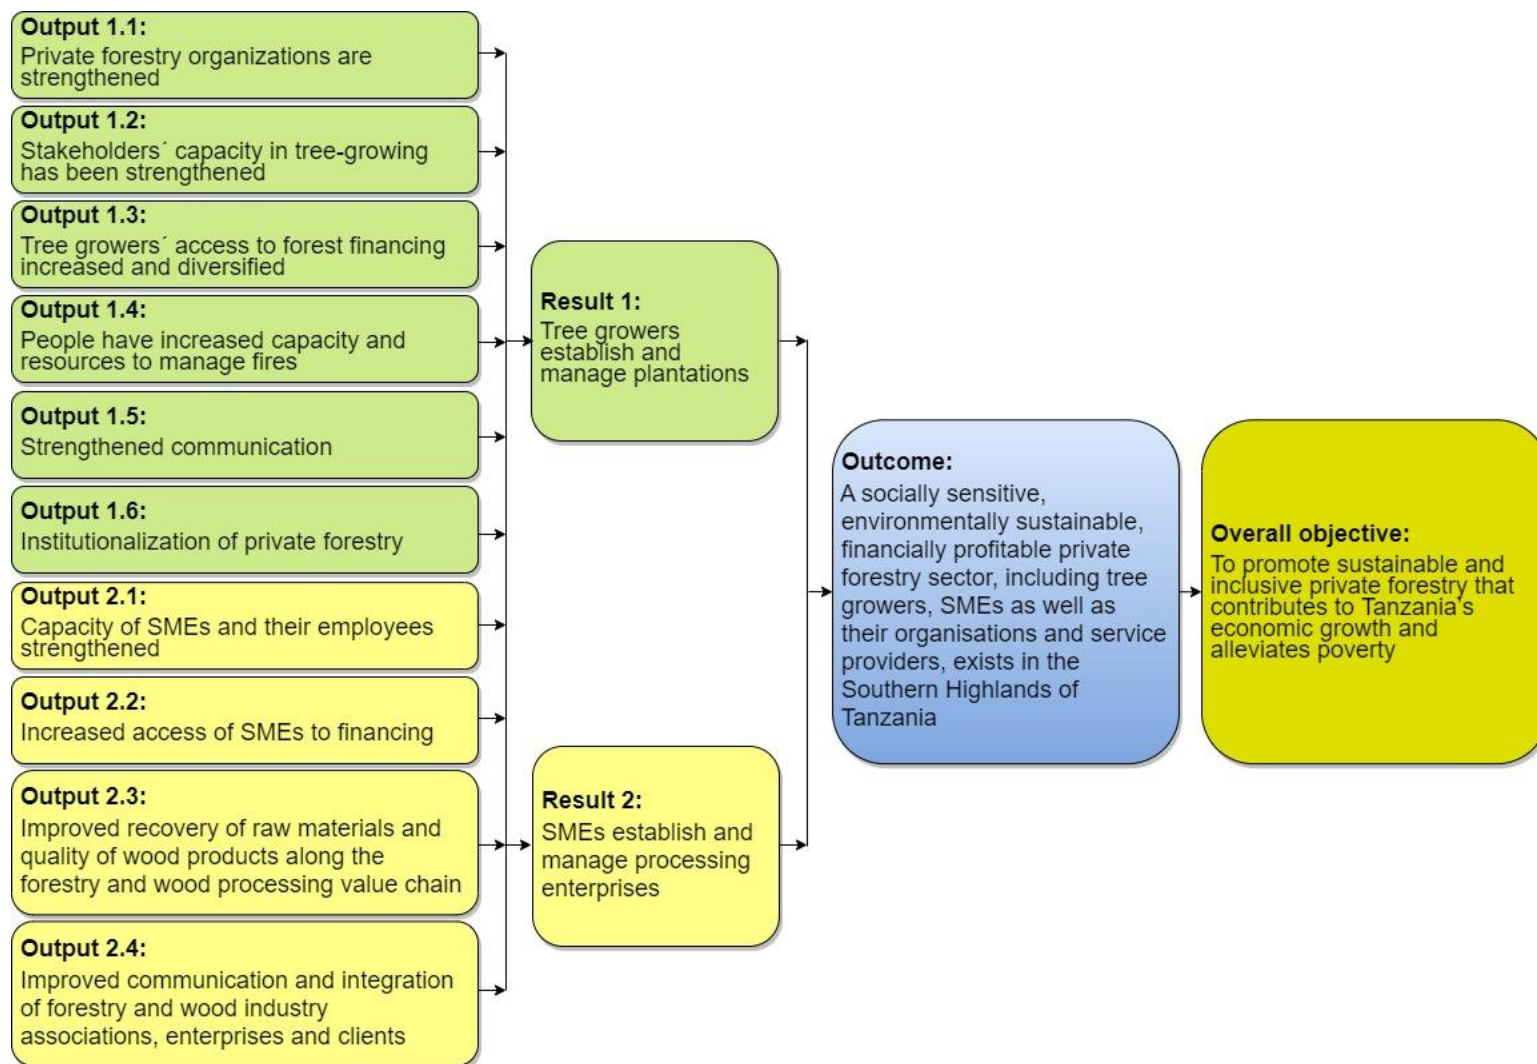 Output 1.1:
Private forestry organizations are
strengthened
Output 1.2:
Stakeholders´ capacity in tree-growing
has been strengthened
Output 1.3:
Tree growers´ access to forest financing
increased and diversified
Output 1.4:
People have increased capacity and
resources to manage fires
Output 1.5:
Strengthened communication
Output 1.6:
Institutionalization of private forestry
Output 2.1:
Capacity of SMEs and their employees
strengthened
Output 2.2:
Increased access of SMEs to financing
Output 2.3:
Improved recovery of raw materials and
quality of wood products along the
forestry and wood processing value chain
Output 2.4:
Improved communication and integration
of forestry and wood industry
associations, enterprises and clients
Result 1:
Tree growers
establish and
manage plantations
Result 2:
SMEs establish and
manage processing
enterprises
Outcome:
A socially sensitive,
environmentally sustainable,
financially profitable private
forestry sector, including tree
growers, SMEs as well as
their organisations and service
providers, exists in the
Southern Highlands of
Tanzania
Overall objective:
To promote sustainable and
inclusive private forestry that
contributes to Tanzania's
economic growth and
alleviates poverty